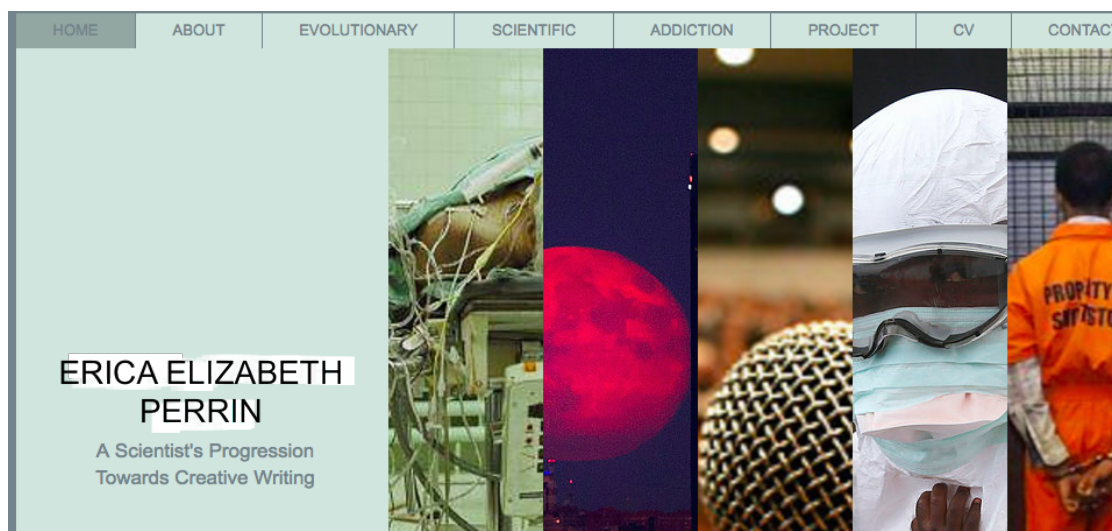 HOME ABOUT EVOLUTIONARY SCIENTIFIC ADDICTION PROJECT CV CONTACT
PROPERTY
ERICA ELIZABETH
PERRIN
A Scientist's Progression
Towards Creative Writing